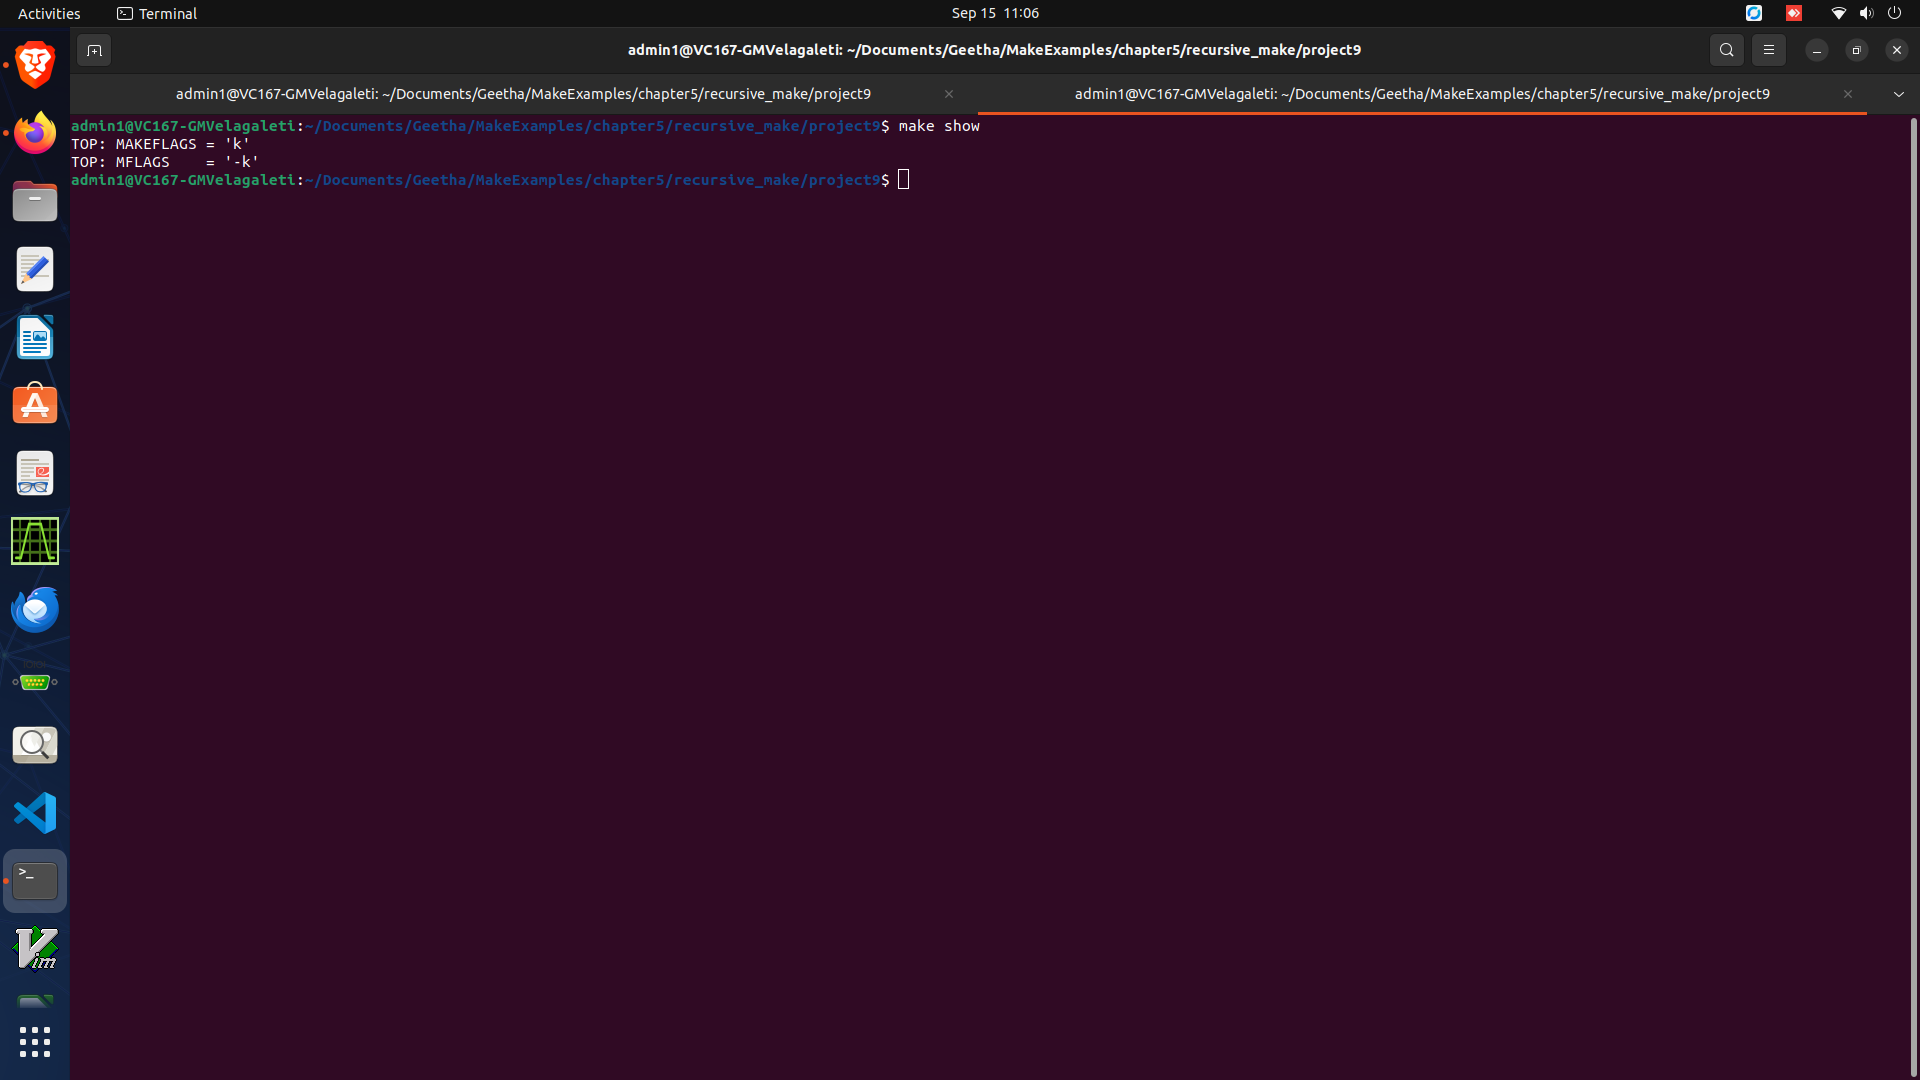 Activities
Terminal
Sep 15 11:06
admin1@VC167-GMVelagaleti: ~/Documents/Geetha/MakeExamples/chapter5/recursive_make/project9
admin1@VC167-GMVelagaleti: ~/Documents/Geetha/MakeExamples/chapter5/recursive_make/project9
admin1@VC167-GMVelagaleti: ~/Documents/Geetha/MakeExamples/chapter5/recursive_make/project9
admin1@VC167-GMVelagaleti:~/Documents/Geetha/MakeExamples/chapter5/recursive_make/project9$ make show
TOP: MAKEFLAGS = 'k'
TOP: MFLAGS    = '-k'
admin1@VC167-GMVelagaleti:~/Documents/Geetha/MakeExamples/chapter5/recursive_make/project9$
>_
Vim